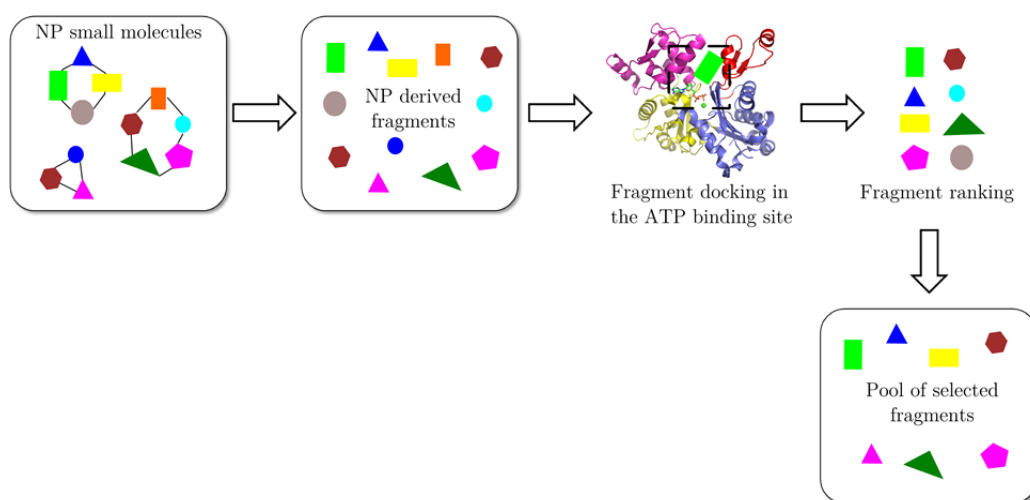 NP small molecules
NP derived
fragments
Fragment docking in
the ATP binding site
Fragment ranking
Pool of selected
fragments